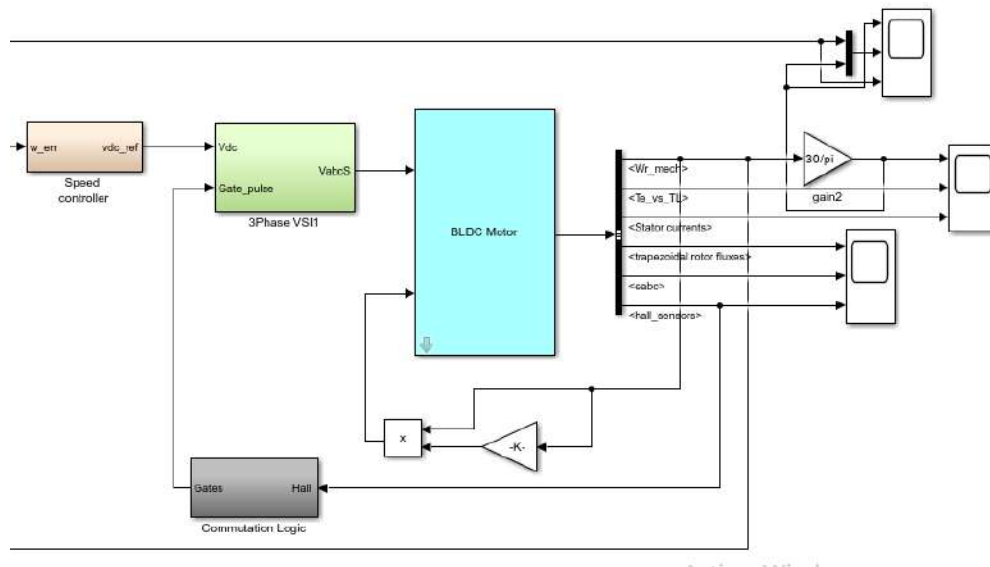 w_err
vdc_ref
Speed
controller
Vdc
Gate_pulse
VabcS
3Phase VSI1
BLDC Motor
<Wr_mech>
<Te_vs_TL>
<Stator currents>
<trapezoidal rotor fluxes>
<eabc>
<hall_sensors>
30/pi
gain2
x
-K-
Gates
Hall
Commutation Logic